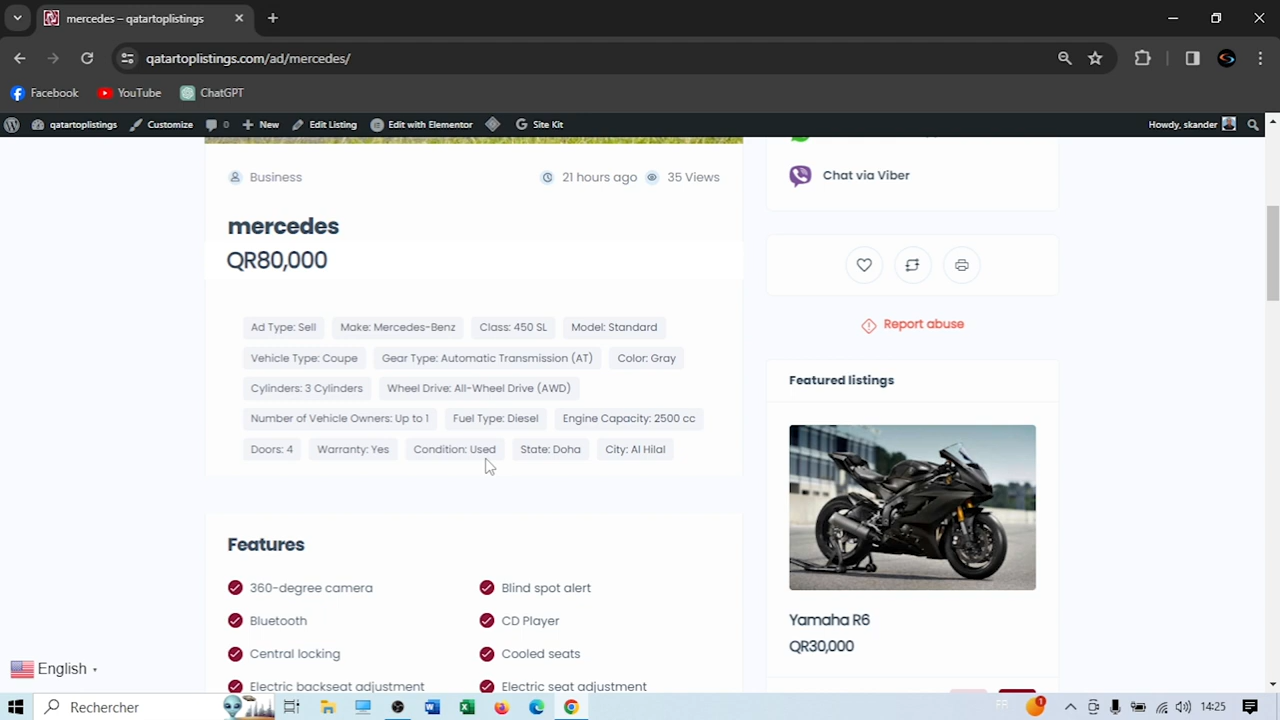 mercedes – qatartoplistings
qatartoplistings.com/ad/mercedes/
Facebook YouTube ChatGPT
qatartoplistings Customize 0 New Edit Listing Edit with Elementor Site Kit Howdy, skander
Business 21 hours ago 35 Views
mercedes
QR80,000
Ad Type: Sell Make: Mercedes-Benz Class: 450 SL Model: Standard
Vehicle Type: Coupe Gear Type: Automatic Transmission (AT) Color: Gray
Cylinders: 3 Cylinders Wheel Drive: All-Wheel Drive (AWD)
Number of Vehicle Owners: Up to 1 Fuel Type: Diesel Engine Capacity: 2500 cc
Doors: 4 Warranty: Yes Condition: Used State: Doha City: Al Hilal
Features
360-degree camera Blind spot alert
Bluetooth CD Player
Central locking Cooled seats
Electric backseat adjustment Electric seat adjustment
Chat via Viber
Report abuse
Featured listings
Yamaha R6
QR30,000
English
Rechercher
1
14:25